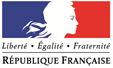 Liberté • Égalité • Fraternité
RÉPUBLIQUE FRANÇAISE